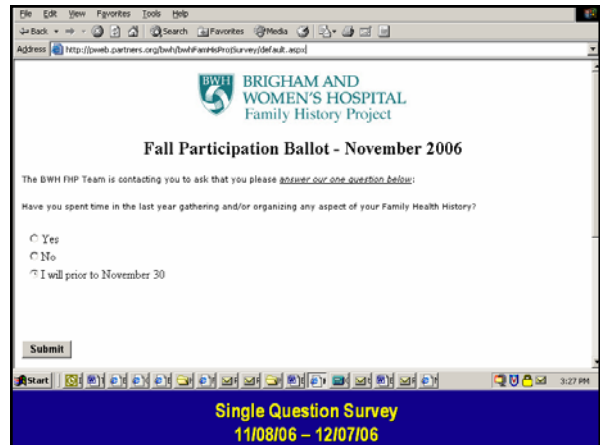 File Edit View Favorites Tools Help
Back Search Favorites Media
Address http://pweb.partners.org/bwh/bwhFamHisProjSurvey/default.aspx
BWH BRIGHAM AND
WOMEN'S HOSPITAL
Family History Project
Fall Participation Ballot - November 2006
The BWH FHP Team is contacting you to ask that you please answer our one question below:
Have you spent time in the last year gathering and/or organizing any aspect of your Family Health History?
Yes
No
I will prior to November 30
Submit
Start 3:27 PM
Single Question Survey
11/08/06 – 12/07/06